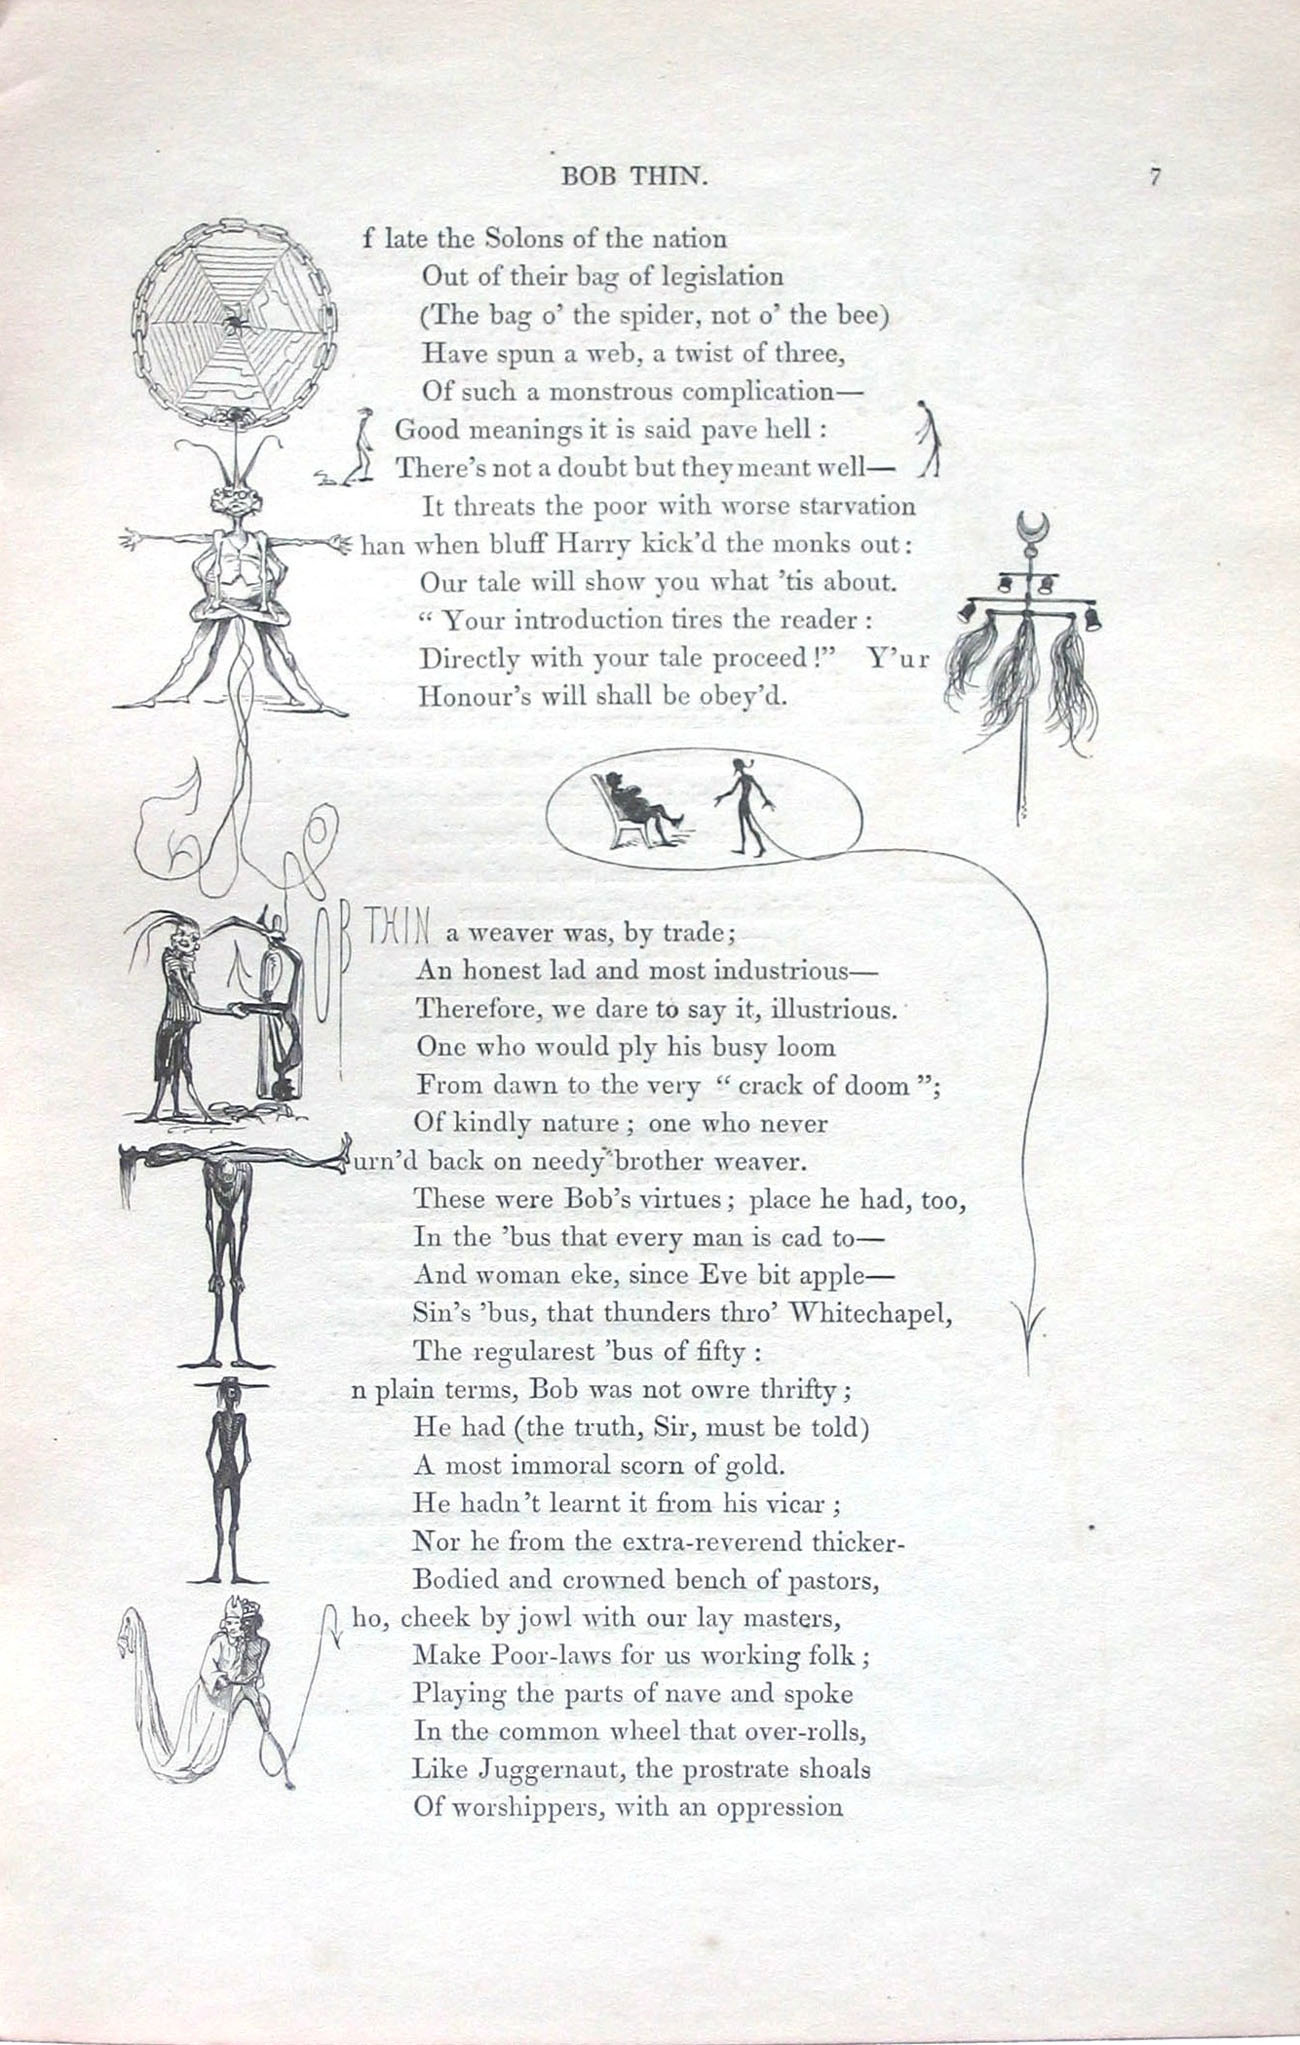 BOB THIN. 7
f late the Solons of the nation
Out of their bag of legislation
(The bag o' the spider, not o' the bee)
Have spun a web, a twist of three,
Of such a monstrous complication—
Good meanings it is said pave hell :
There's not a doubt but they meant well—
It threats the poor with worse starvation
han when bluff Harry kick'd the monks out:
Our tale will show you what 'tis about.
“ Your introduction tires the reader :
Directly with your tale proceed !” Y'ur
Honour's will shall be obey'd.
OB THIN a weaver was, by trade;
An honest lad and most industrious—
Therefore, we dare to say it, illustrious.
One who would ply his busy loom
From dawn to the very “ crack of doom ”;
Of kindly nature ; one who never
urn'd back on needy brother weaver.
These were Bob's virtues ; place he had, too,
In the 'bus that every man is cad to—
And woman eke, since Eve bit apple—
Sin's 'bus, that thunders thro' Whitechapel,
The regularest 'bus of fifty :
n plain terms, Bob was not owre thrifty ;
He had (the truth, Sir, must be told)
A most immoral scorn of gold.
He hadn't learnt it from his vicar ;
Nor he from the extra-reverend thicker-
Bodied and crowned bench of pastors,
ho, cheek by jowl with our lay masters,
Make Poor-laws for us working folk ;
Playing the parts of nave and spoke
In the common wheel that over-rolls,
Like Juggernaut, the prostrate shoals
Of worshippers, with an oppression